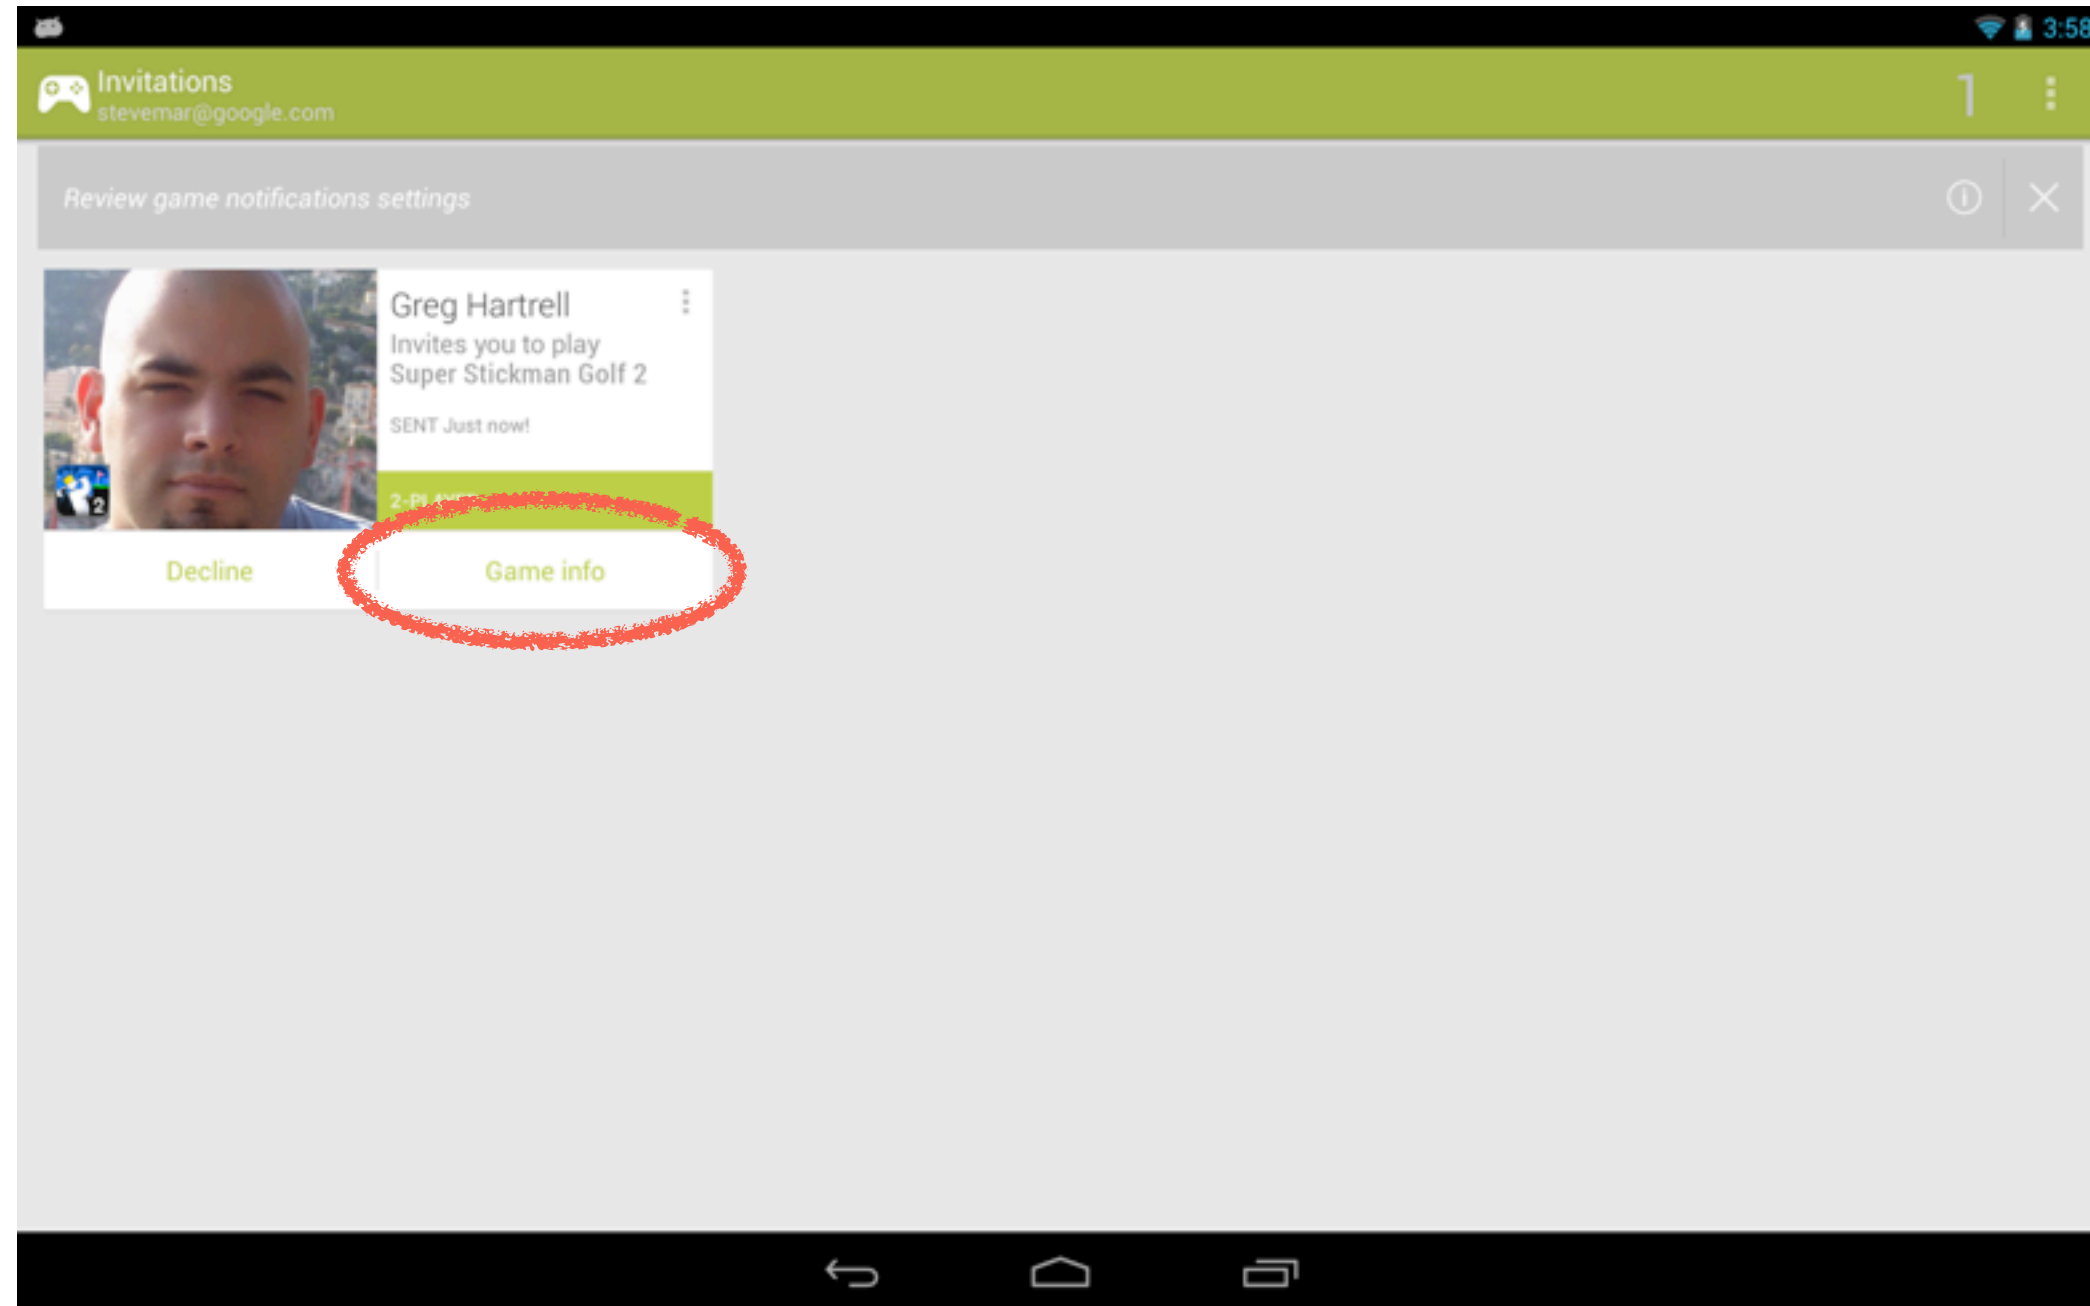 3:58
Invitations
stevemar@google.com
1
Review game notifications settings
Greg Hartrell
Invites you to play
Super Stickman Golf 2
SENT Just now!
2
Decline
Game info